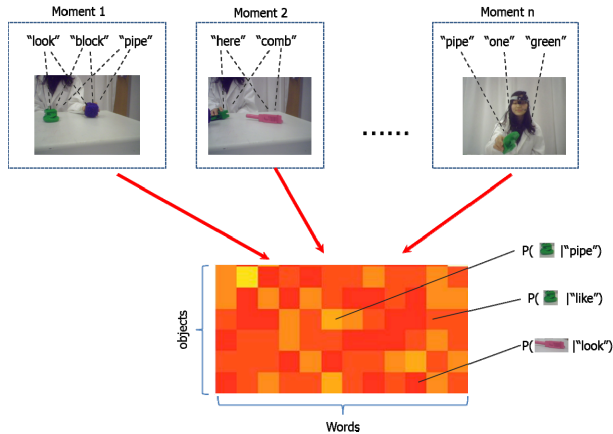 Moment 1
Moment 2
Moment n
“look” “block” “pipe”
“here” “comb”
“pipe” “one” “green”
......
P( |“pipe”)
P( |“like”)
P( |“look”)
objects
Words